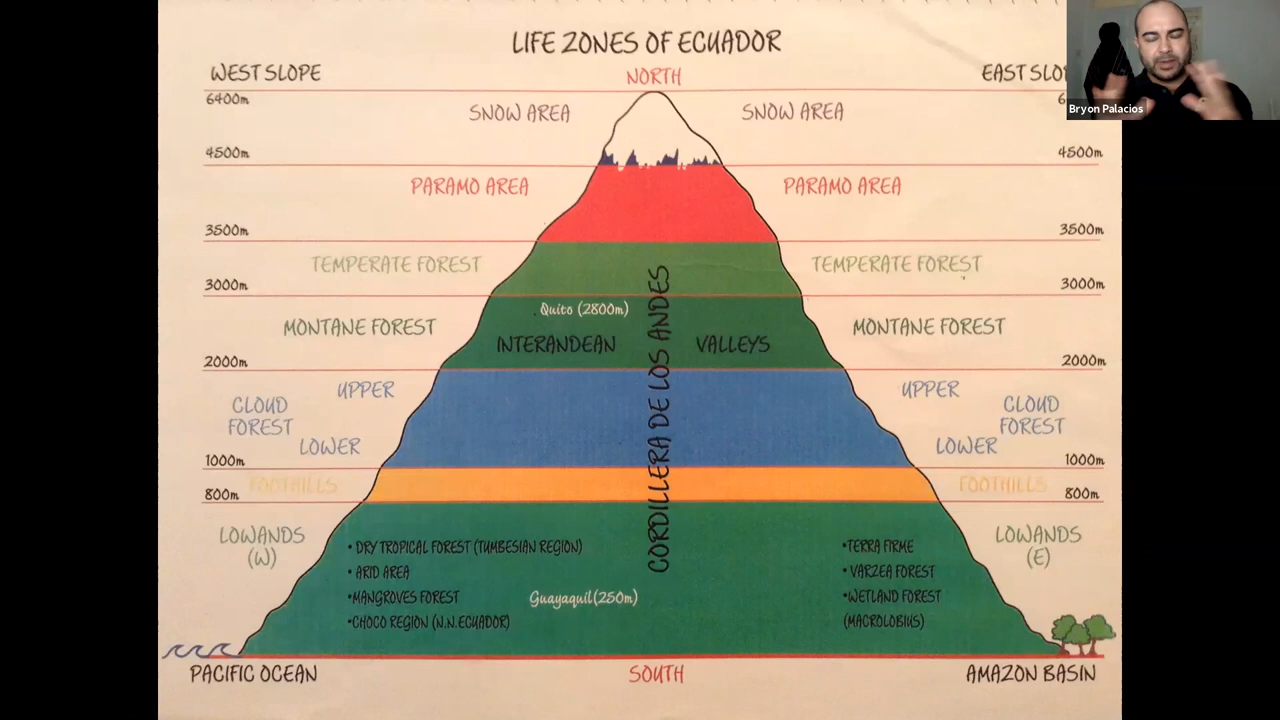 LIFE ZONES OF ECUADOR
WEST SLOPE
NORTH
6400m
SNOW AREA
SNOW AREA
Bryon Palacios
4500m
4500m
PARAMO AREA
PARAMO AREA
3500m
3500m
TEMPERATE FOREST
TEMPERATE FOREST
3000m
3000m
Quito (2800m)
MONTANE FOREST
MONTANE FOREST
INTERANDEAN VALLEYS
2000m
2000m
UPPER
UPPER
CLOUD
FOREST
CLOUD
FOREST
LOWER
LOWER
CORDILLERA DE LOS ANDES
1000m
1000m
FOOTHILLS
FOOTHILLS
800m
800m
LOWANDS
(W)
LOWANDS
(E)
• DRY TROPICAL FOREST (TUMBESIAN REGION)
• ARID AREA
• MANGROVES FOREST
• CHOCO REGION (N.N.ECUADOR)
Guayaquil(250m)
• TERRA FIRME
• VARZEA FOREST
• WETLAND FOREST
(MACROLOBIUS)
PACIFIC OCEAN
SOUTH
AMAZON BASIN